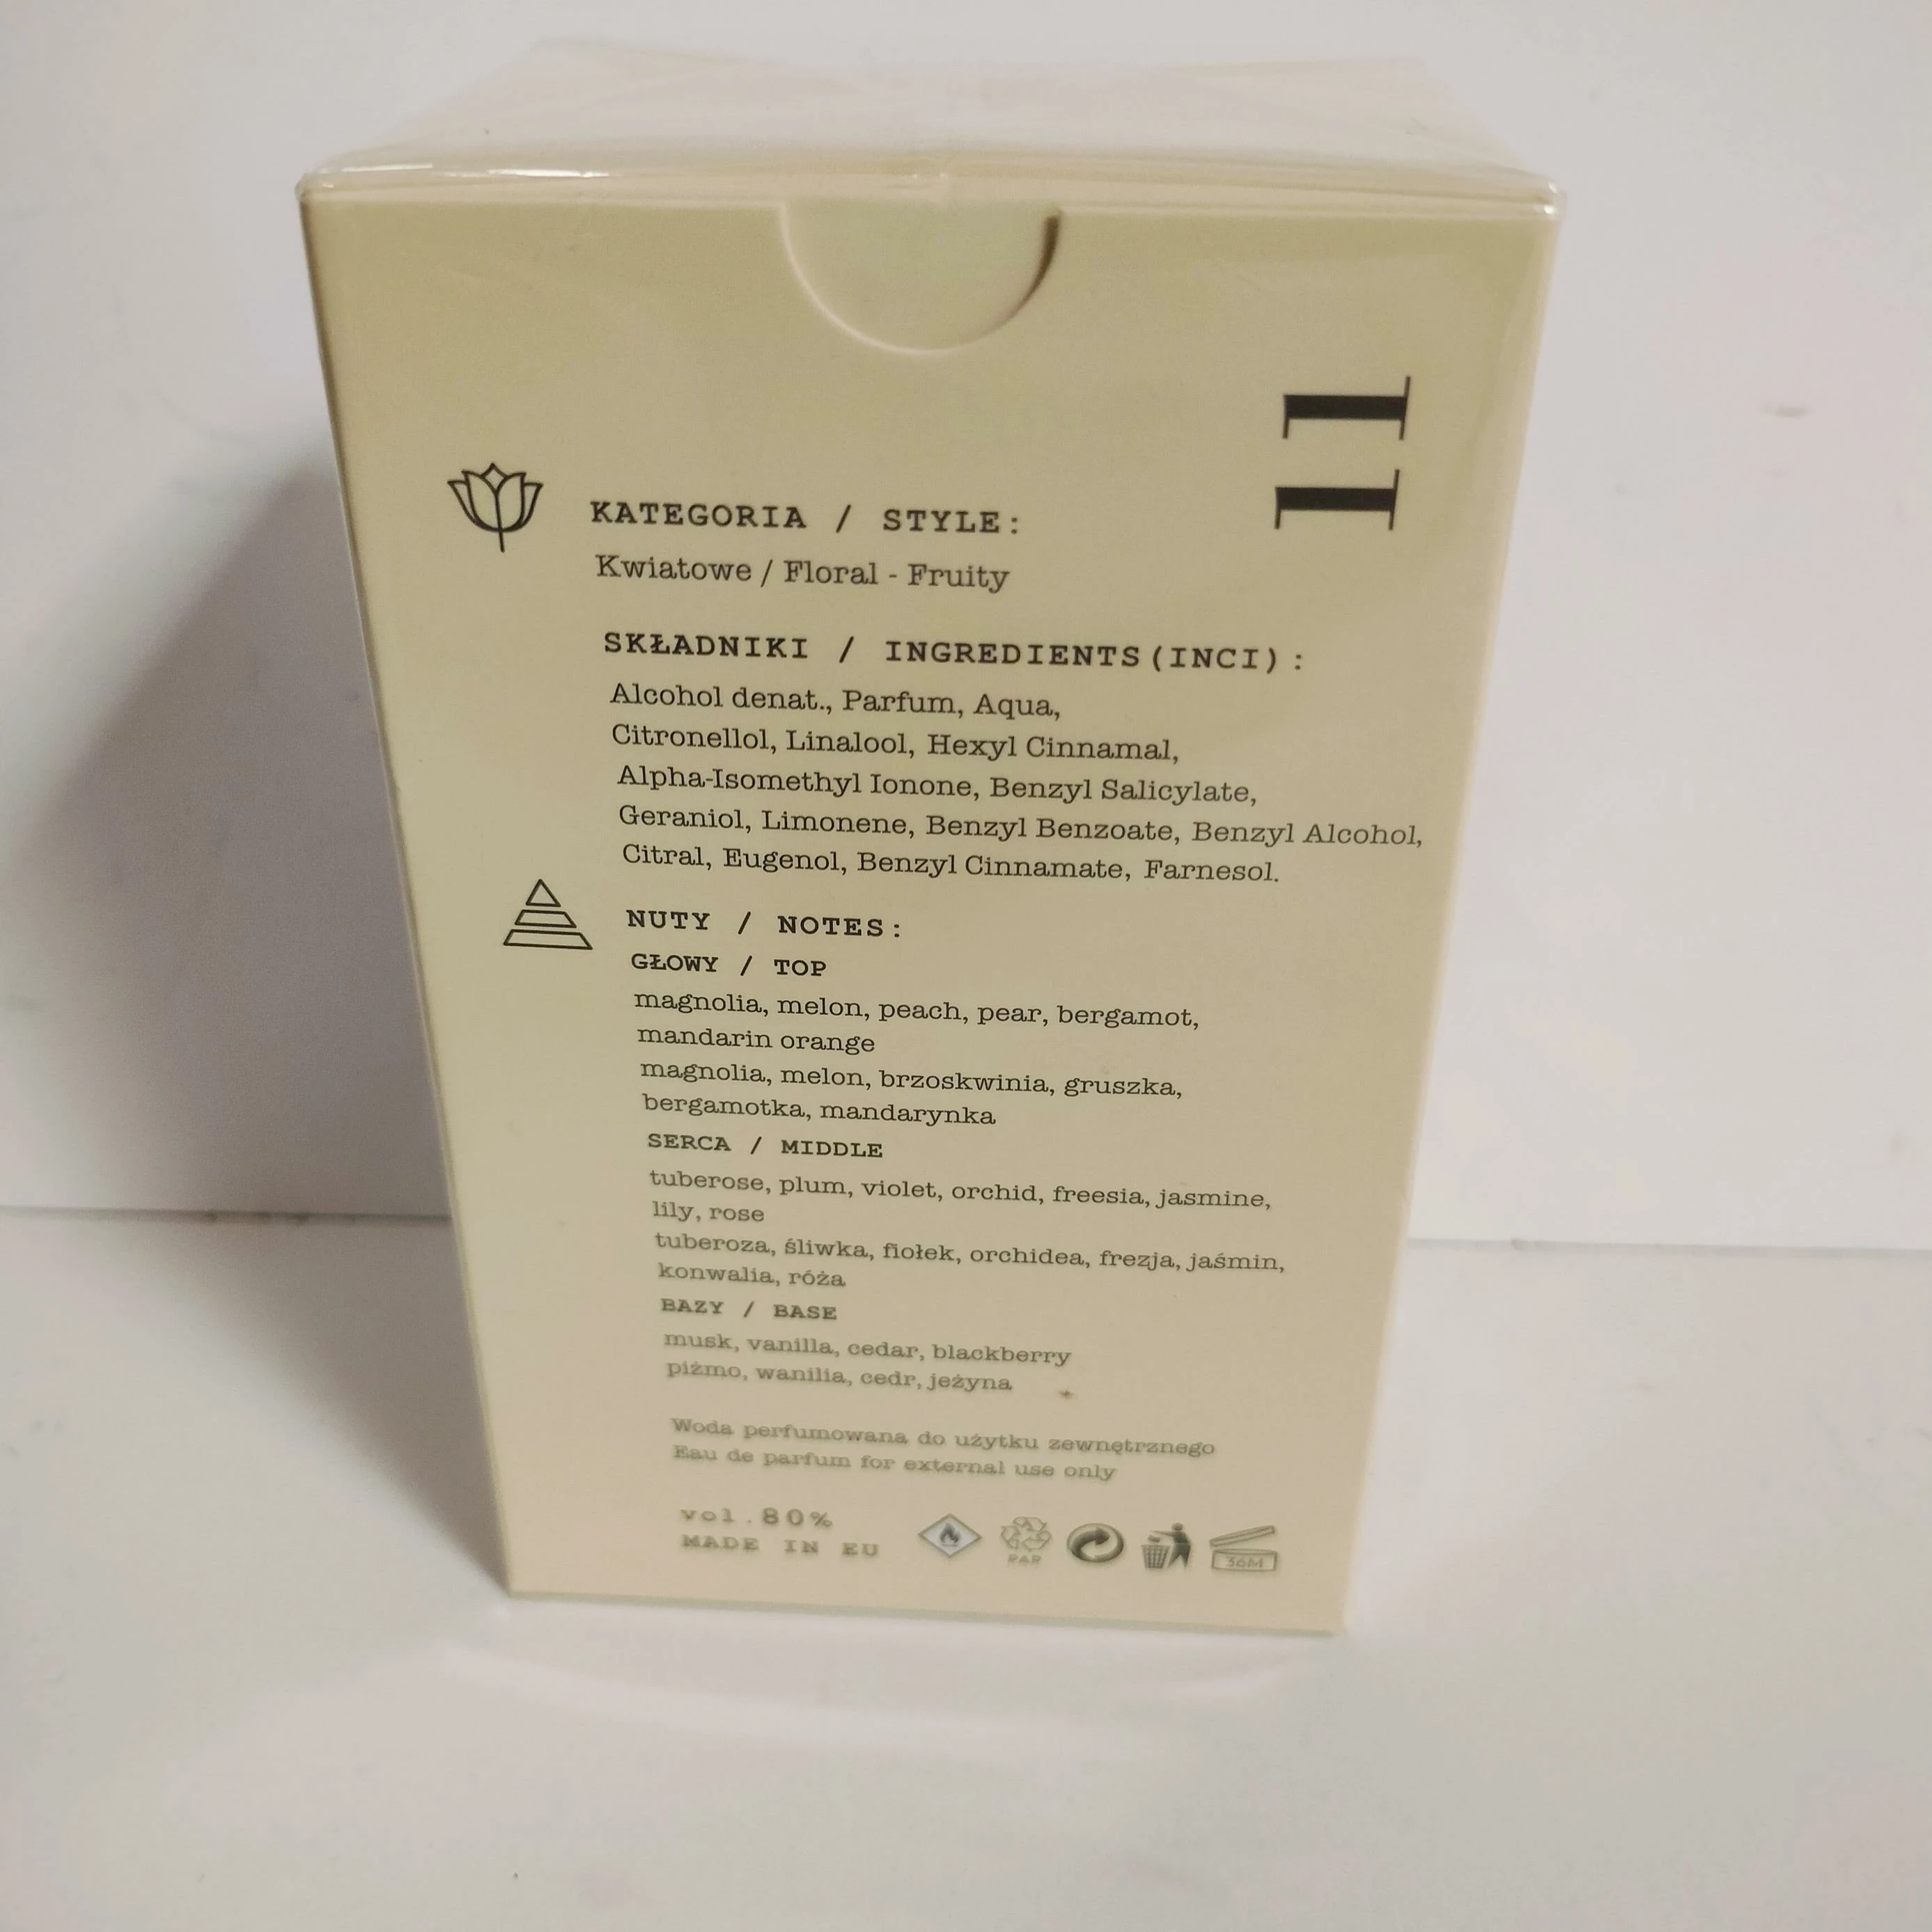 11
KATEGORIA / STYLE:
Kwiatowe / Floral - Fruity
SKŁADNIKI / INGREDIENTS(INCI):
Alcohol denat., Parfum, Aqua,
Citronellol, Linalool, Hexyl Cinnamal,
Alpha-Isomethyl Ionone, Benzyl Salicylate,
Geraniol, Limonene, Benzyl Benzoate, Benzyl Alcohol,
Citral, Eugenol, Benzyl Cinnamate, Farnesol.
NUTY / NOTES:
GŁOWY / TOP
magnolia, melon, peach, pear, bergamot,
mandarin orange
magnolia, melon, brzoskwinia, gruszka,
bergamotka, mandarynka
SERCA / MIDDLE
tuberose, plum, violet, orchid, freesia, jasmine,
lily, rose
tuberoza, śliwka, fiołek, orchidea, frezja, jaśmin,
konwalia, róża
BAZY / BASE
musk, vanilla, cedar, blackberry
piżmo, wanilia, cedr, jeżyna
Woda perfumowana do użytku zewnętrznego
Eau de parfum for external use only
vol.80%
MADE IN EU
PAP
36M